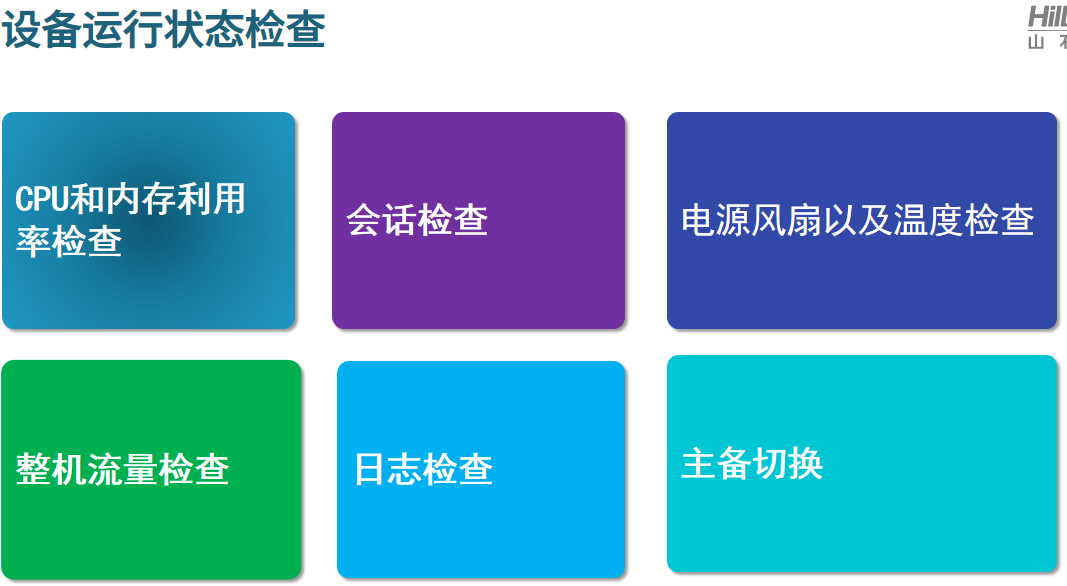 设备运行状态检查
山
CPU和内存利用
率检查
会话检查
电源风扇以及温度检查
整机流量检查
日志检查
主备切换